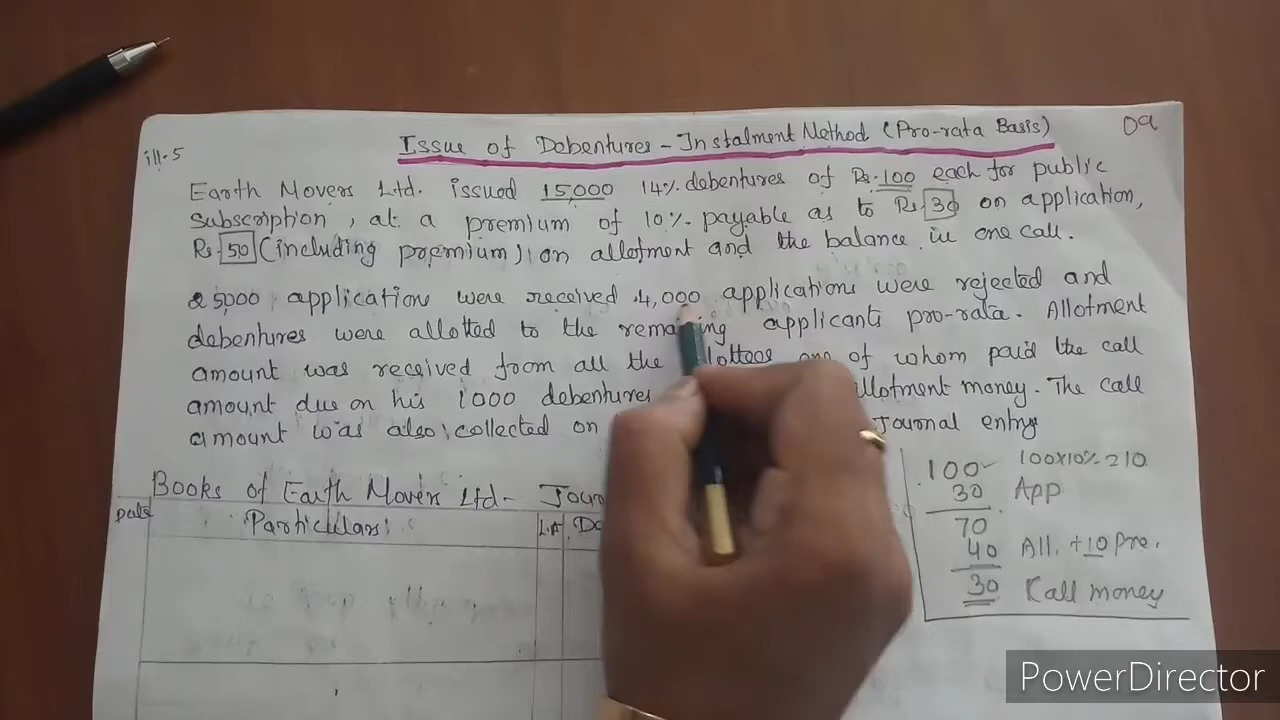 Issue of Debentures - Instalment Method (Pro-rata Basis)
09
ill.5
Earth Movers Ltd. issued 15,000 14% debentures of Rs.100 each for public
Subscription, at a premium of 10% payable as to Rs 30 on application,
Rs.50 (including premium) on allotment and the balance in one call.
25,000 application were received 4,000 applications were rejected and
debentures were allotted to the remaining applicants pro-rata. Allotment
amount was received from all the of whom paid the call
amount due on his 1000 debentures allotment money. The call
amount was also collected on Journal entry
Books of Earth Movers Ltd-
Date Particulars L.F
100 100x10%=10
30 App
70
40 All. +10 Pre.
30 Call money
PowerDirector